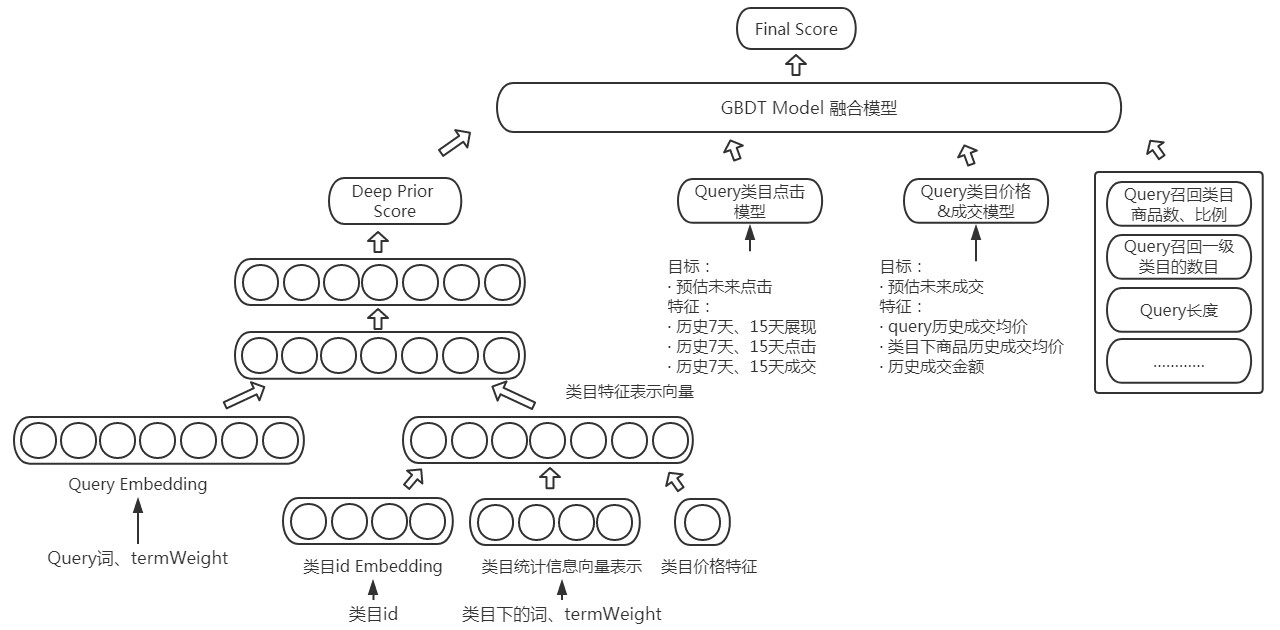 Final Score
GBDT Model 融合模型
Deep Prior
Score
Query类目点击
模型
Query类目价格
&成交模型
Query召回类目
商品数、比例
Query召回一级
类目的数目
Query长度
............
目标：
· 预估未来点击
特征：
· 历史7天、15天展现
· 历史7天、15天点击
· 历史7天、15天成交
目标：
· 预估未来成交
特征：
· query历史成交均价
· 类目下商品历史成交均价
· 历史成交金额
类目特征表示向量
Query Embedding
Query词、termWeight
类目id Embedding
类目统计信息向量表示
类目价格特征
类目id
类目下的词、termWeight